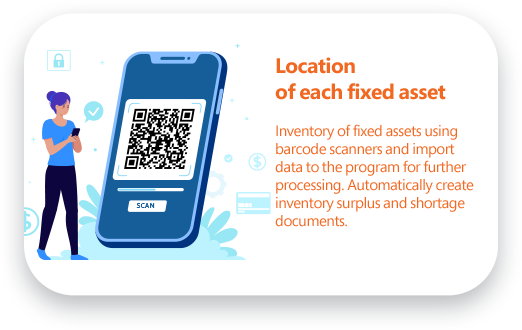 Location
of each fixed asset
Inventory of fixed assets using
barcode scanners and import
data to the program for further
processing. Automatically create
inventory surplus and shortage
documents.
SCAN